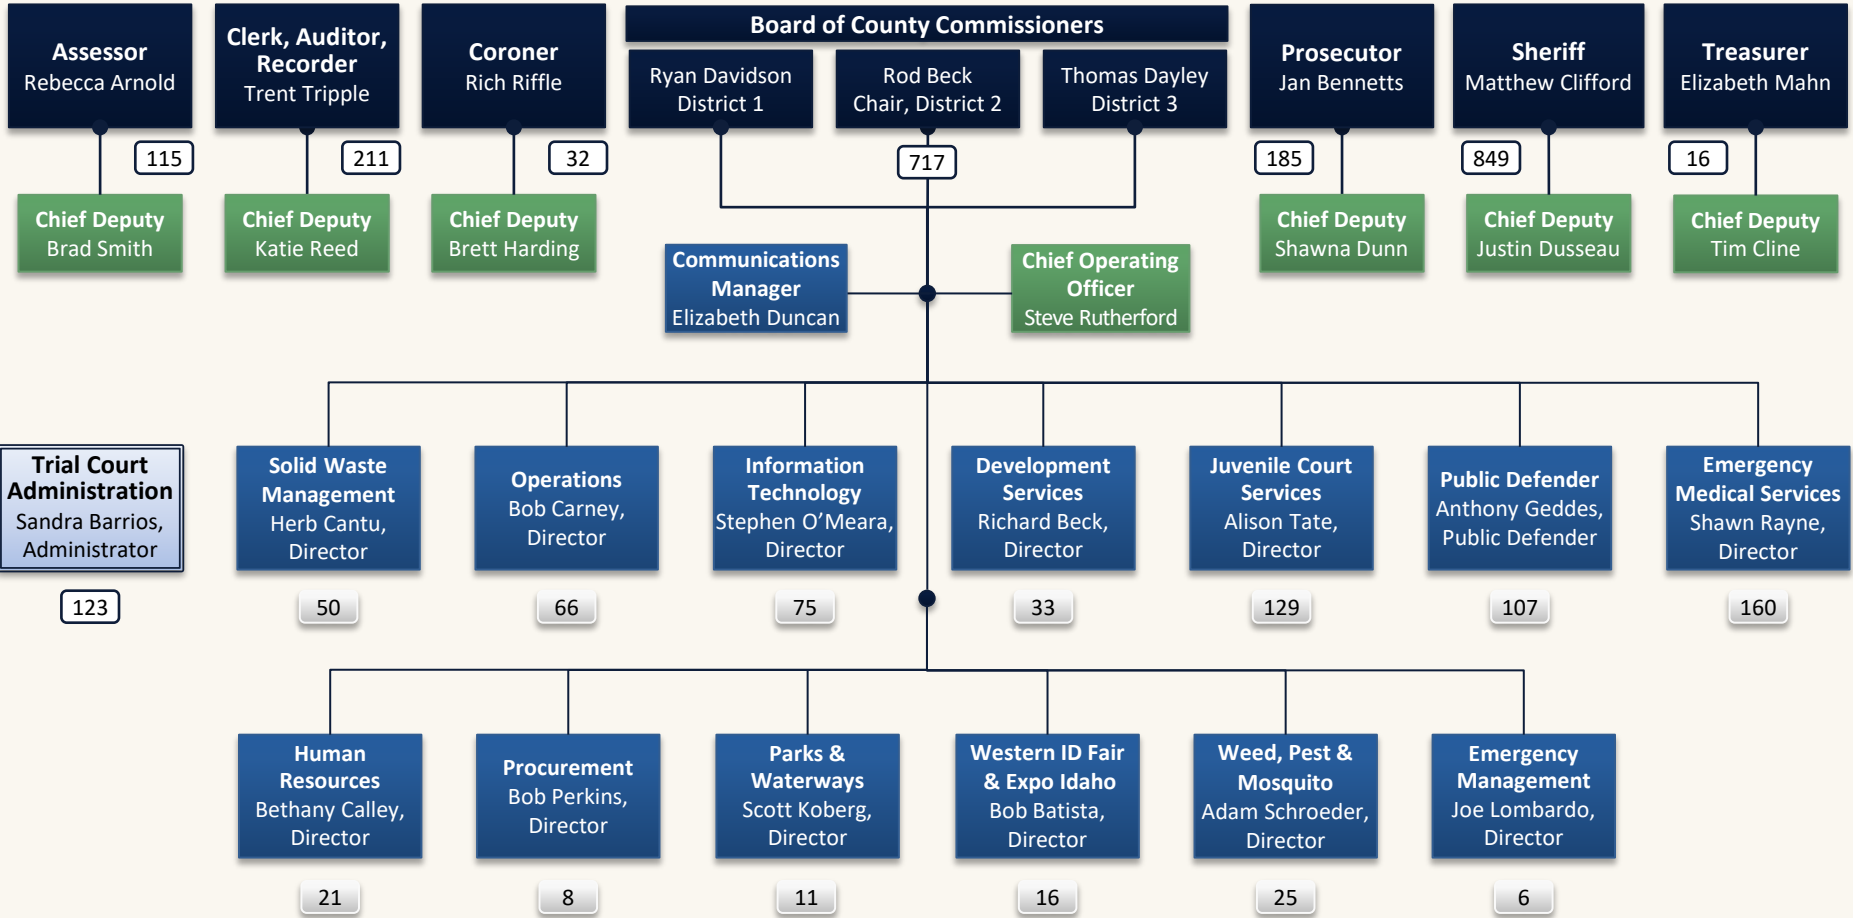 Assessor
Rebecca Arnold
115
Chief Deputy
Brad Smith
Clerk, Auditor,
Recorder
Trent Tripple
211
Chief Deputy
Katie Reed
Coroner
Rich Riffle
32
Chief Deputy
Brett Harding
Board of County Commissioners
Ryan Davidson
District 1
Rod Beck
Chair, District 2
Thomas Dayley
District 3
717
Prosecutor
Jan Bennetts
185
Chief Deputy
Shawna Dunn
Sheriff
Matthew Clifford
849
Chief Deputy
Justin Dusseau
Treasurer
Elizabeth Mahn
16
Chief Deputy
Tim Cline
Communications
Manager
Elizabeth Duncan
Chief Operating
Officer
Steve Rutherford
Trial Court
Administration
Sandra Barrios,
Administrator
123
Solid Waste
Management
Herb Cantu,
Director
50
Operations
Bob Carney,
Director
66
Information
Technology
Stephen O’Meara,
Director
75
Development
Services
Richard Beck,
Director
33
Juvenile Court
Services
Alison Tate,
Director
129
Public Defender
Anthony Geddes,
Public Defender
107
Emergency
Medical Services
Shawn Rayne,
Director
160
Human
Resources
Bethany Calley,
Director
21
Procurement
Bob Perkins,
Director
8
Parks &
Waterways
Scott Koberg,
Director
11
Western ID Fair
& Expo Idaho
Bob Batista,
Director
16
Weed, Pest &
Mosquito
Adam Schroeder,
Director
25
Emergency
Management
Joe Lombardo,
Director
6